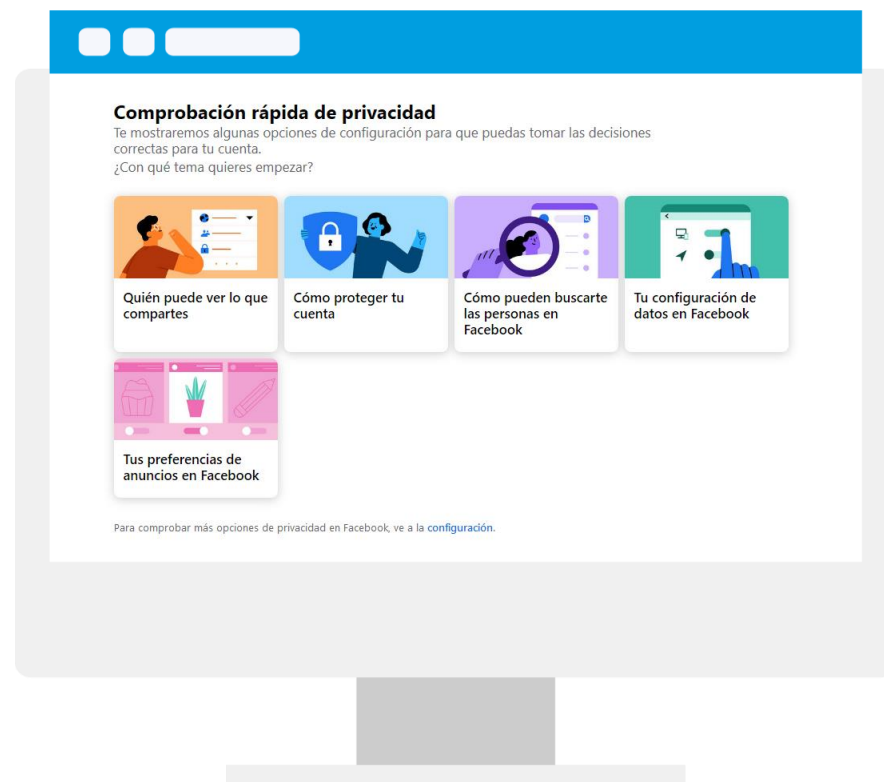 Comprobación rápida de privacidad
Te mostraremos algunas opciones de configuración para que puedas tomar las decisiones
correctas para tu cuenta.
¿Con qué tema quieres empezar?
Quién puede ver lo que
compartes
Cómo proteger tu
cuenta
Cómo pueden buscarte
las personas en
Facebook
Tu configuración de
datos en Facebook
Tus preferencias de
anuncios en Facebook
Para comprobar más opciones de privacidad en Facebook, ve a la configuración.